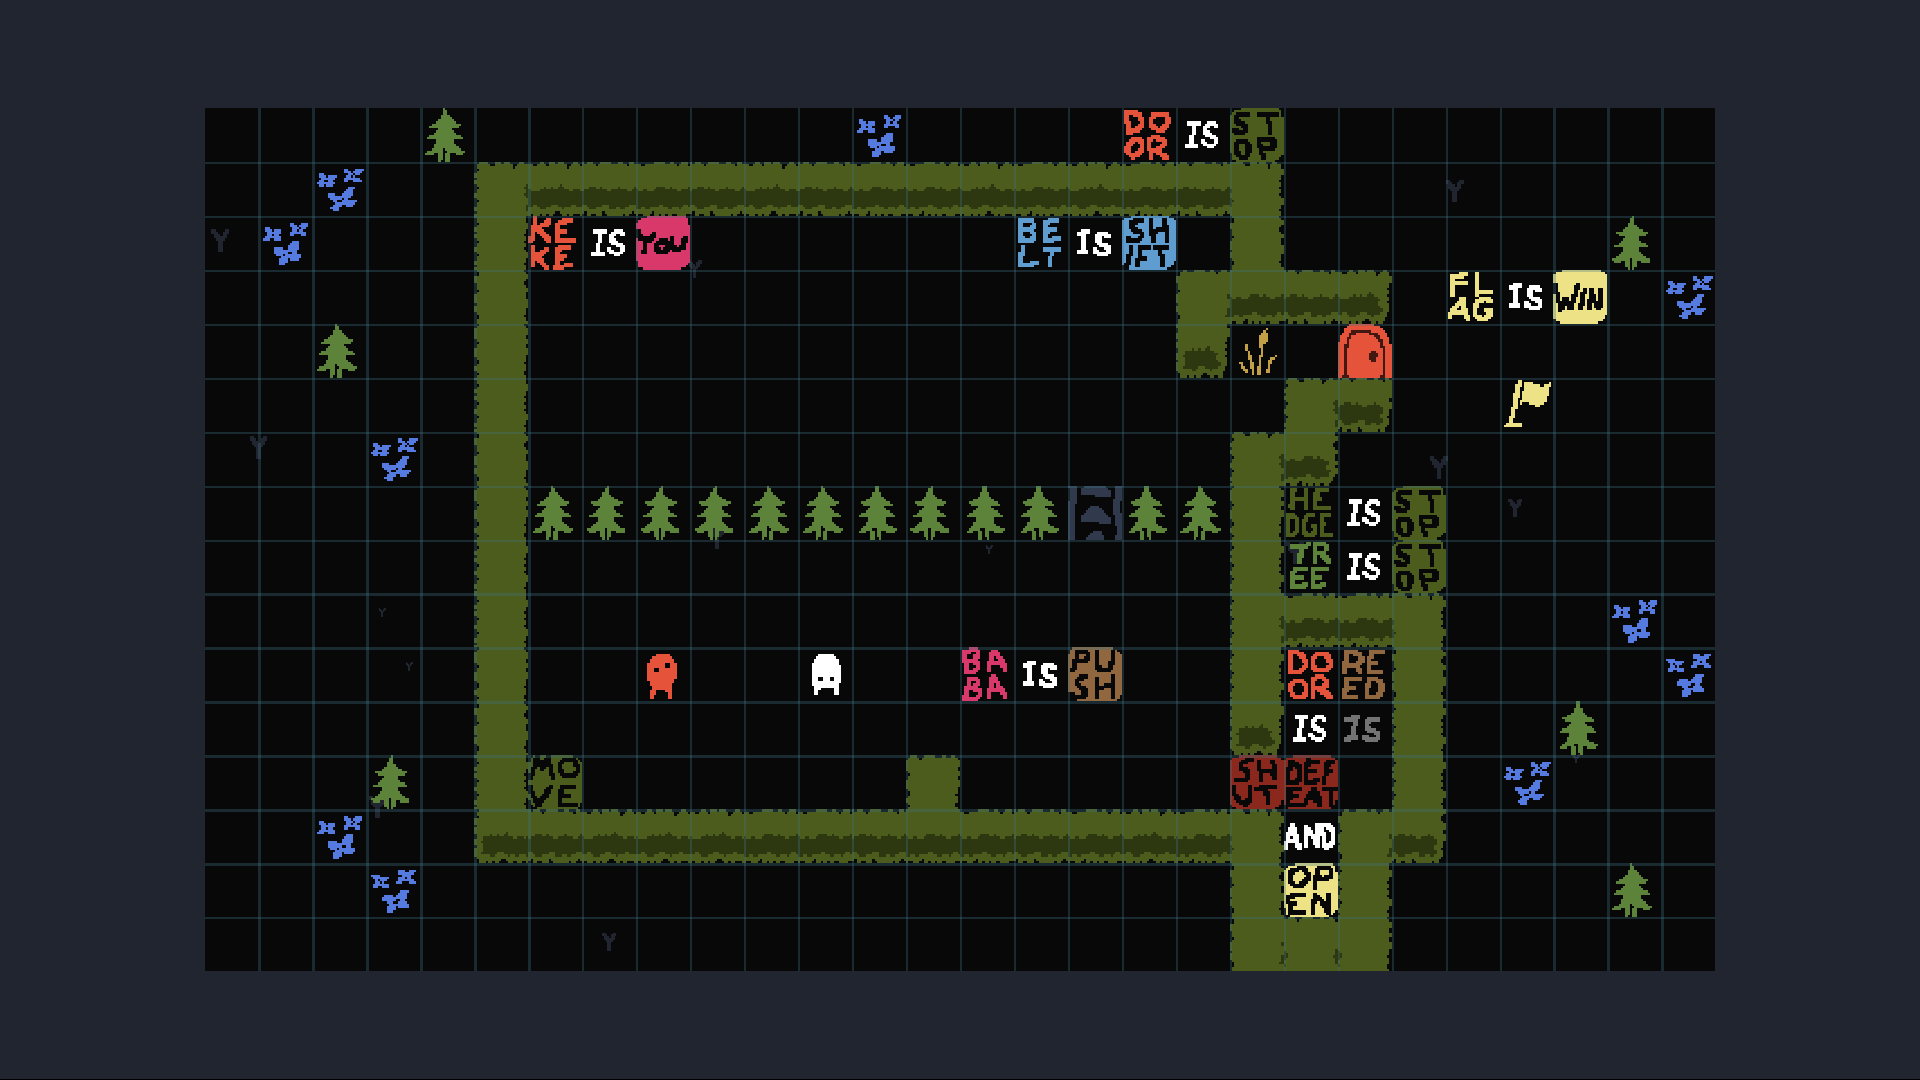 DOOR IS STOP
KEKE IS YOU BELT IS SHIFT
FLAG IS WIN
HEDGE IS STOP
TREE IS STOP
BABA IS PUSH DOOR REED
IS IS
MOVE SHUT DEFEAT
AND
OPEN